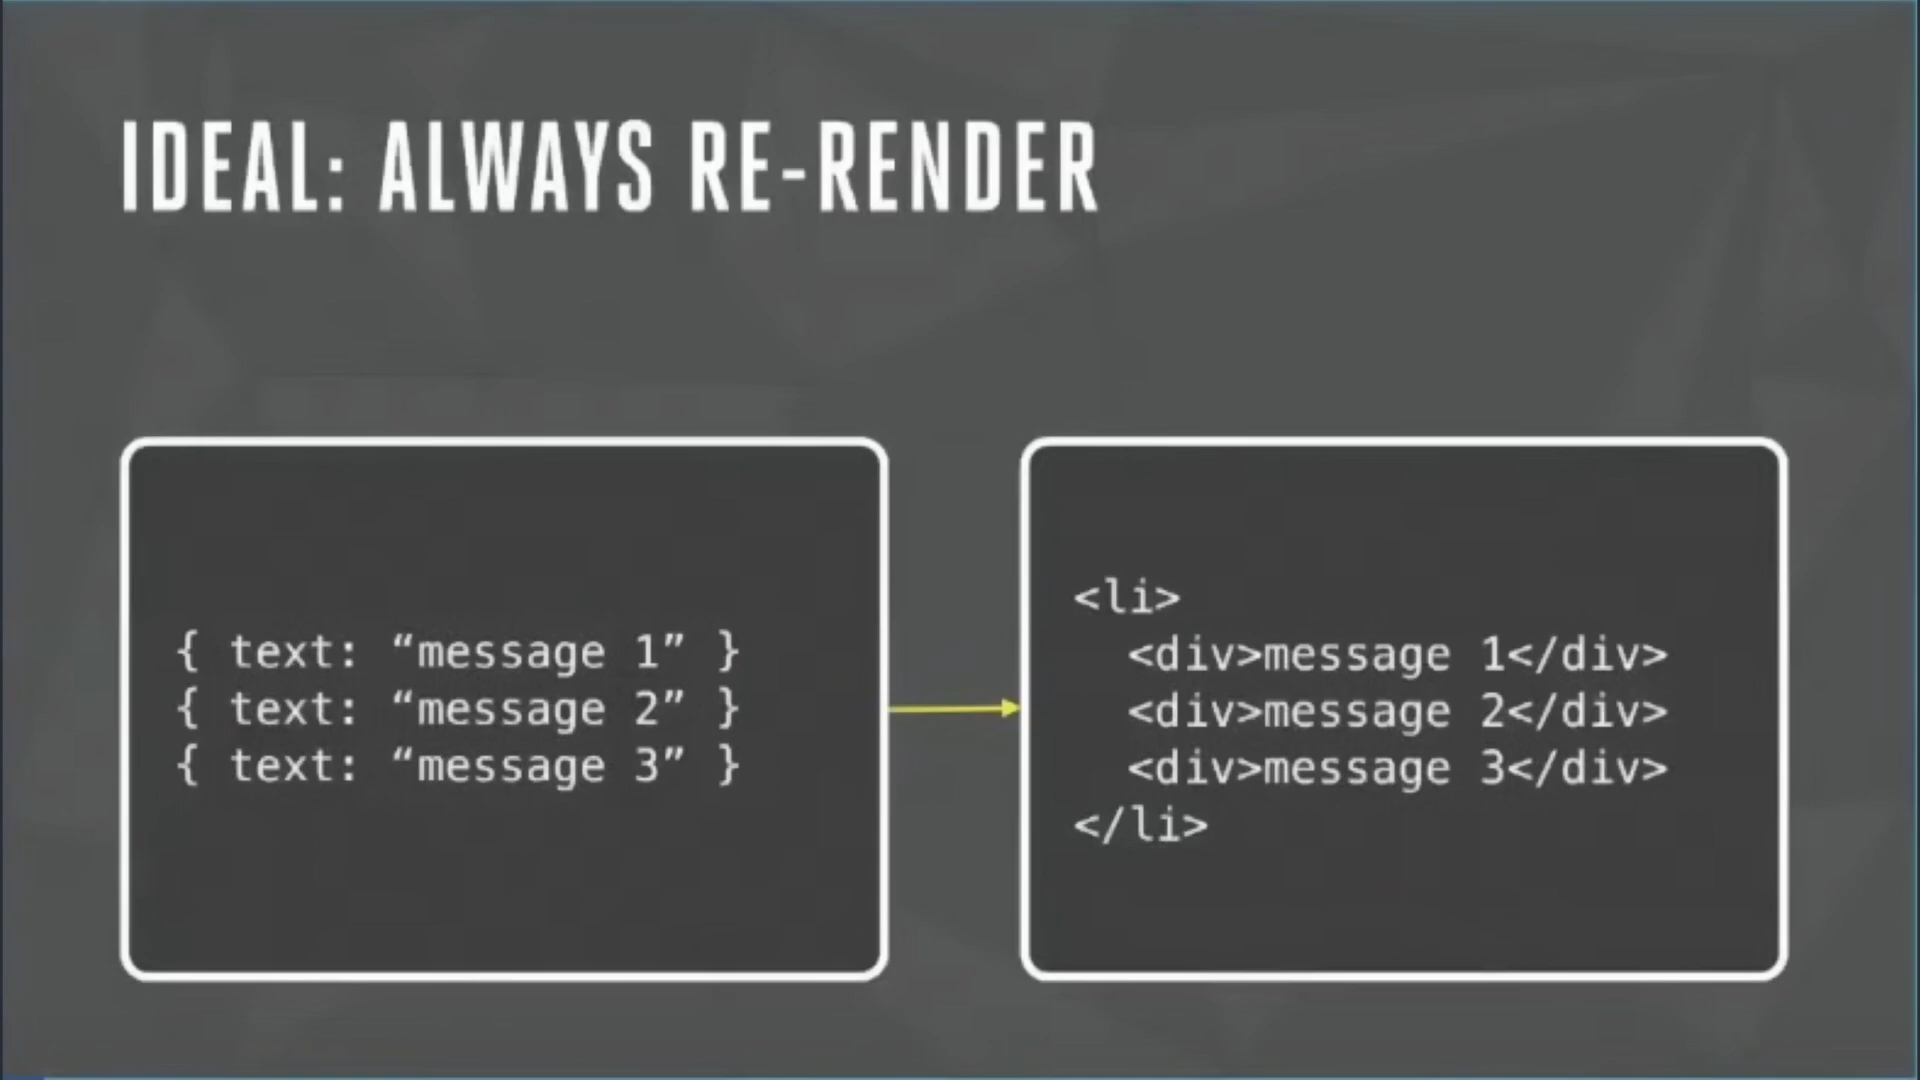 IDEAL: ALWAYS RE-RENDER
{ text: “message 1” }
{ text: “message 2” }
{ text: “message 3” }
<li>
<div>message 1</div>
<div>message 2</div>
<div>message 3</div>
</li>